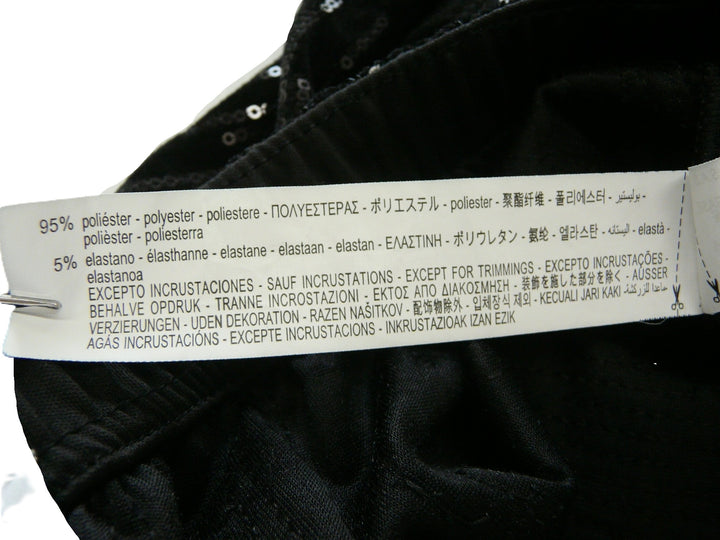 95% poliéster - polyester - poliestere - ΠΟΛΥΕΣΤΕΡΑΣ - ポリエステル - poliester - 聚酯纤维 - 폴리에스터 - بوليستير -
polièster - poliesterra
5% elastano - élasthanne - elastane - elastaan - elastan - ΕΛΑΣΤΙΝΗ - ポリウレタン - 氨纶 - 엘라스탄 - اليستانه - elastà -
elastanoa
EXCEPTO INCRUSTACIONES - SAUF INCRUSTATIONS - EXCEPT FOR TRIMMINGS - EXCEPTO INCRUSTAÇÕES -
BEHALVE OPDRUK - TRANNE INCROSTAZIONI - ΕΚΤΟΣ ΑΠΟ ΔΙΑΚΟΣΜΗΣΗ - 装飾を施した部分を除く - AUSSER
VERZIERUNGEN - UDEN DEKORATION - RAZEN NAŠITKOV - 配饰物除外 - 입체장식 제외 - KECUALI JARI KAKI -
AGÁS INCRUSTACIÓNS - EXCEPTE INCRUSTACIONS - INKRUSTAZIOAK IZAN EZIK